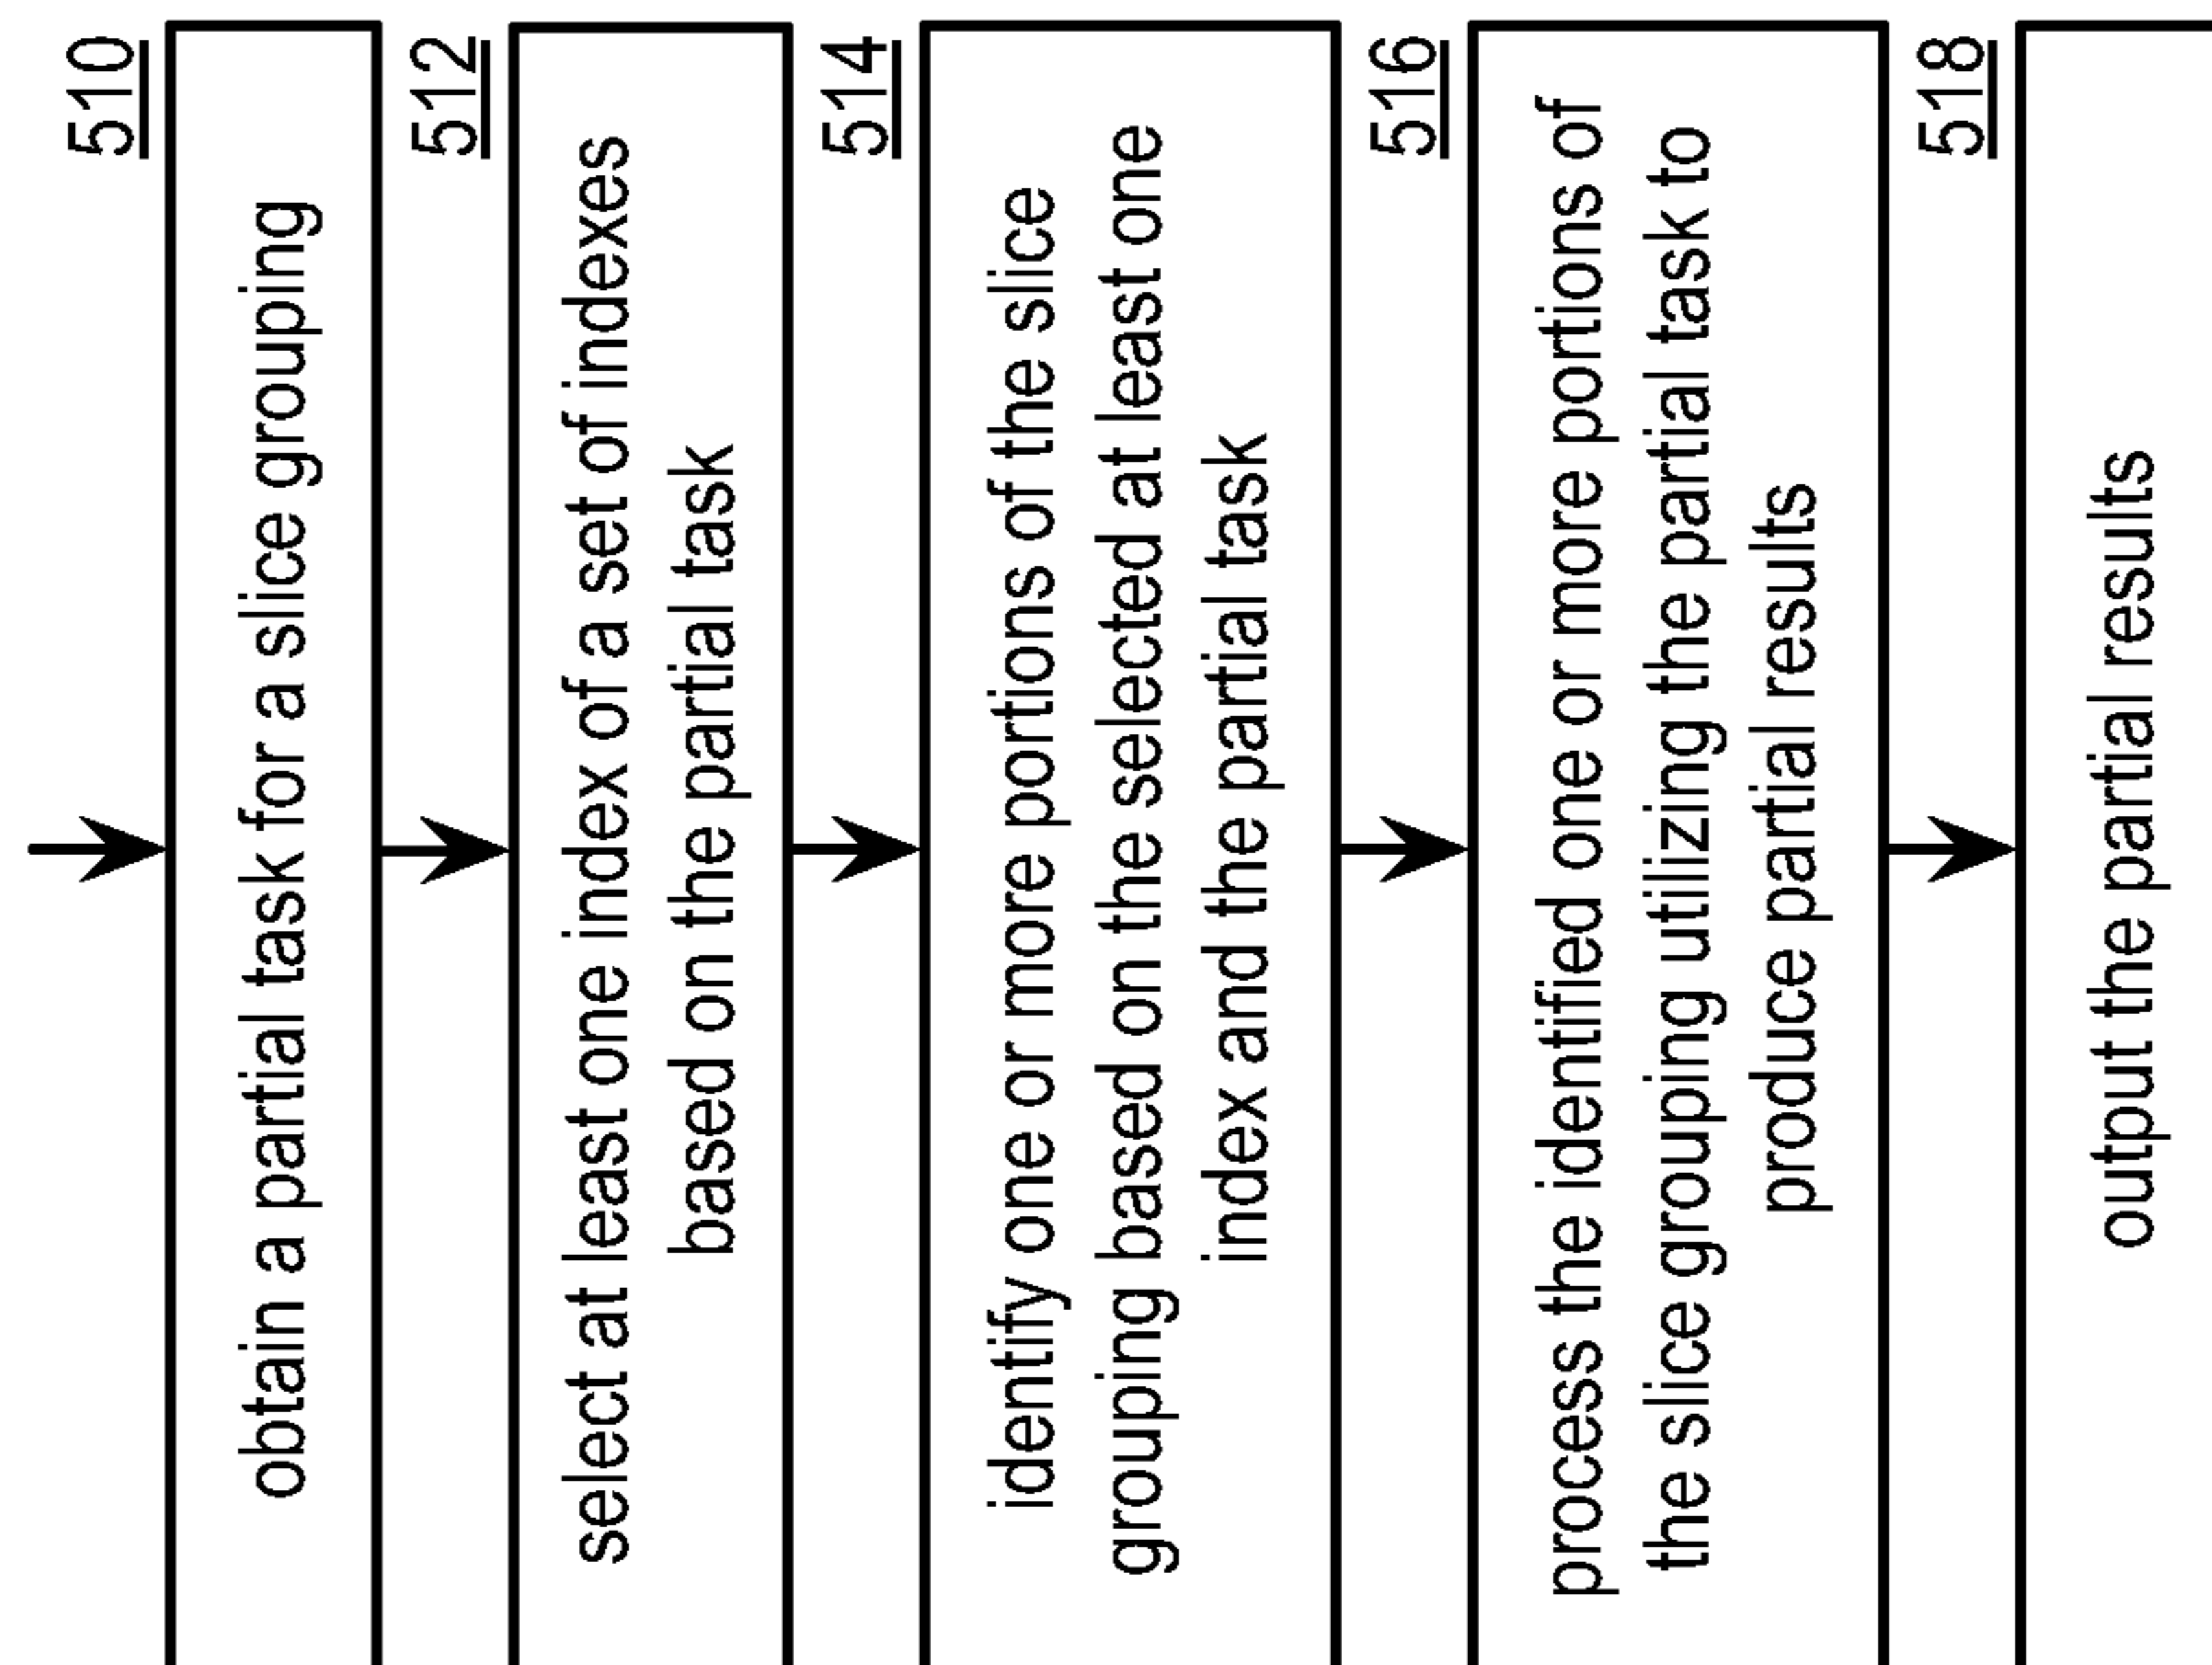 510
obtain a partial task for a slice grouping
512
select at least one index of a set of indexes
based on the partial task
514
identify one or more portions of the slice
grouping based on the selected at least one
index and the partial task
516
process the identified one or more portions of
the slice grouping utilizing the partial task to
produce partial results
518
output the partial results